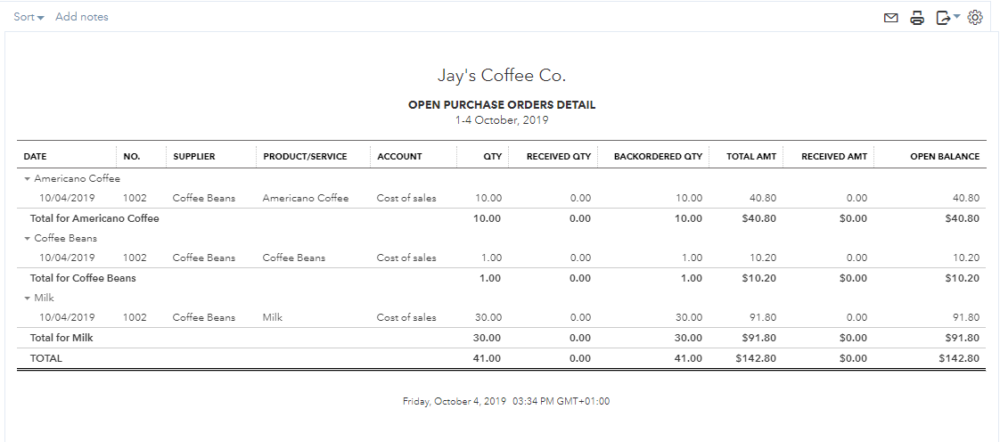 Sort Add notes
Jay's Coffee Co.
OPEN PURCHASE ORDERS DETAIL
1-4 October, 2019
DATE NO. SUPPLIER PRODUCT/SERVICE ACCOUNT QTY RECEIVED QTY BACKORDERED QTY TOTAL AMT RECEIVED AMT OPEN BALANCE
Americano Coffee
10/04/2019 1002 Coffee Beans Americano Coffee Cost of sales 10.00 0.00 10.00 40.80 0.00 40.80
Total for Americano Coffee 10.00 0.00 10.00 $40.80 $0.00 $40.80
Coffee Beans
10/04/2019 1002 Coffee Beans Coffee Beans Cost of sales 1.00 0.00 1.00 10.20 0.00 10.20
Total for Coffee Beans 1.00 0.00 1.00 $10.20 $0.00 $10.20
Milk
10/04/2019 1002 Coffee Beans Milk Cost of sales 30.00 0.00 30.00 91.80 0.00 91.80
Total for Milk 30.00 0.00 30.00 $91.80 $0.00 $91.80
TOTAL 41.00 0.00 41.00 $142.80 $0.00 $142.80
Friday, October 4, 2019 03:34 PM GMT+01:00